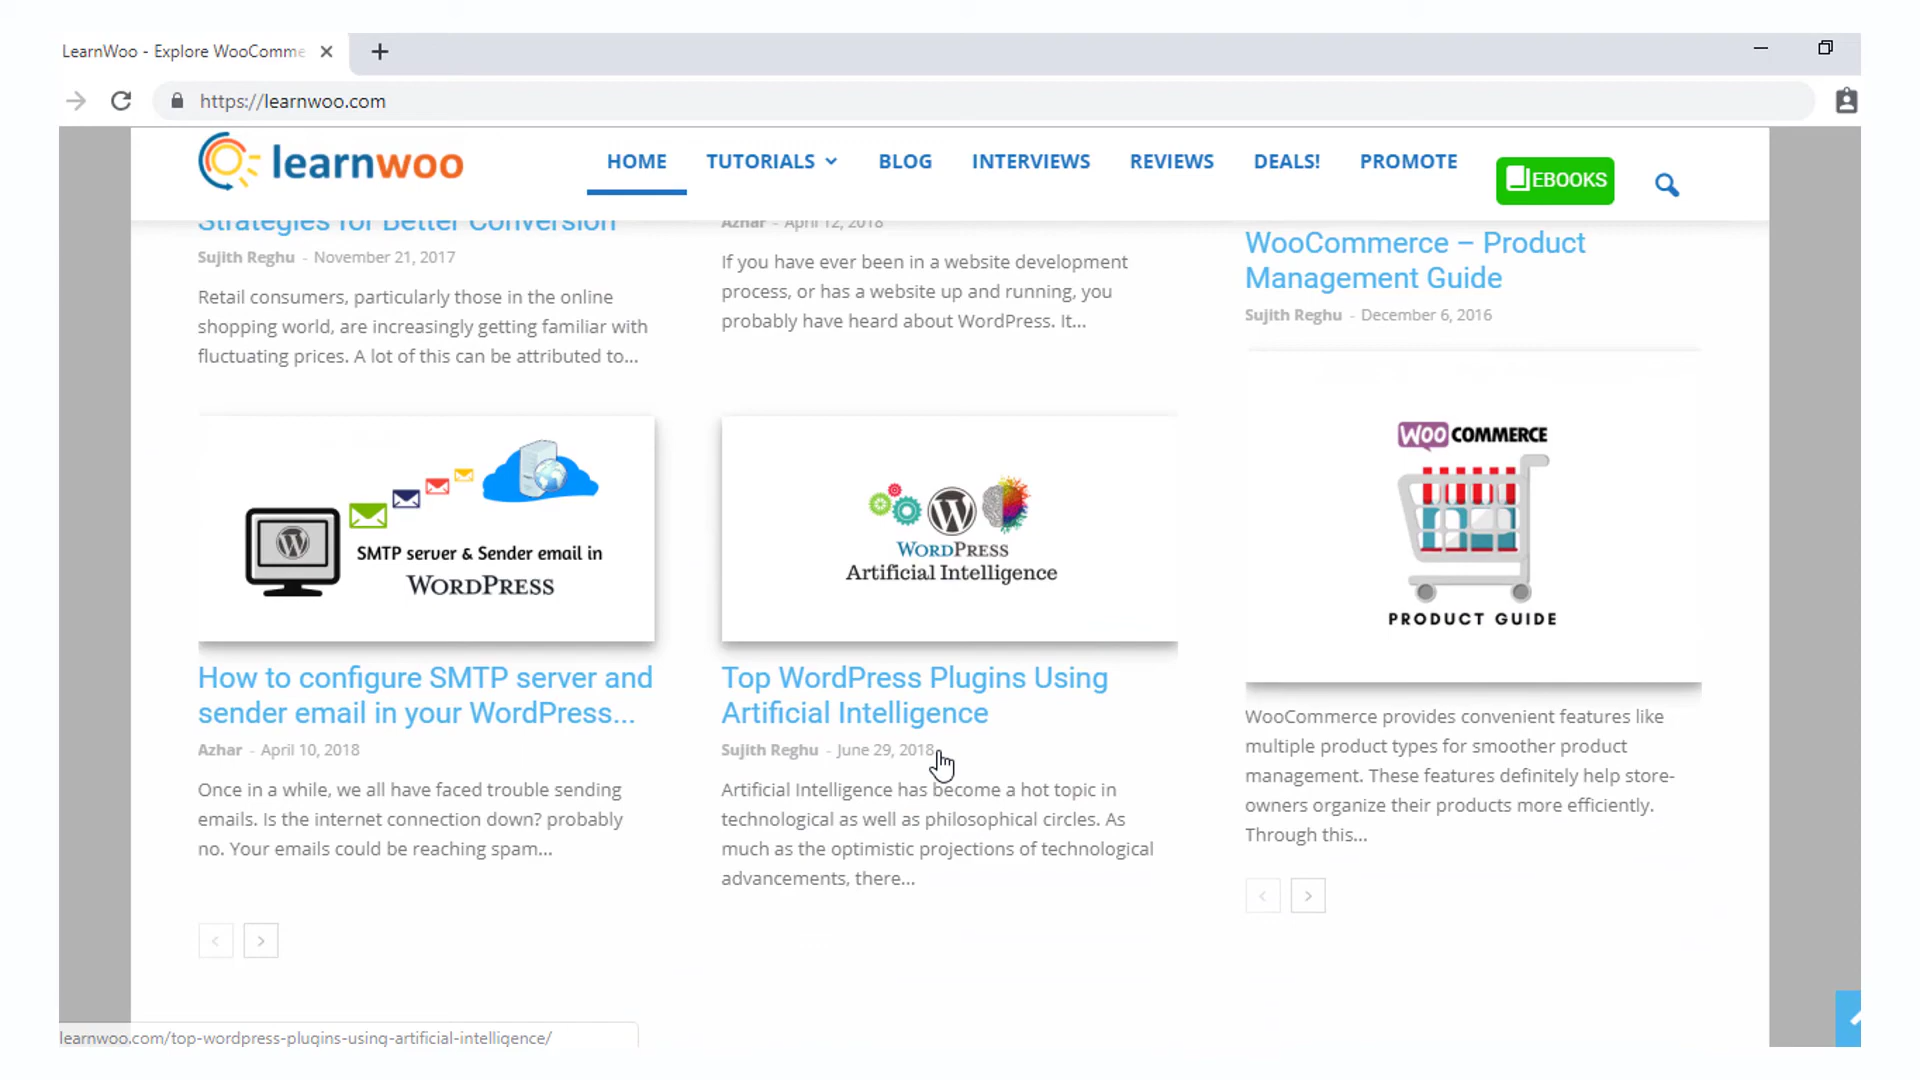 LearnWoo - Explore WooComme
https://learnwoo.com
learnwoo
HOME
TUTORIALS
BLOG
INTERVIEWS
REVIEWS
DEALS!
PROMOTE
EBOOKS
Strategies for Better Conversion
Sujith Reghu - November 21, 2017
Retail consumers, particularly those in the online
shopping world, are increasingly getting familiar with
fluctuating prices. A lot of this can be attributed to...
Azhar - April 12, 2018
If you have ever been in a website development
process, or has a website up and running, you
probably have heard about WordPress. It...
WooCommerce – Product
Management Guide
Sujith Reghu - December 6, 2016
SMTP server & Sender email in
WORDPRESS
WORDPRESS
Artificial Intelligence
WOO COMMERCE
PRODUCT GUIDE
How to configure SMTP server and
sender email in your WordPress...
Azhar - April 10, 2018
Once in a while, we all have faced trouble sending
emails. Is the internet connection down? probably
no. Your emails could be reaching spam...
Top WordPress Plugins Using
Artificial Intelligence
Sujith Reghu - June 29, 2018
Artificial Intelligence has become a hot topic in
technological as well as philosophical circles. As
much as the optimistic projections of technological
advancements, there...
WooCommerce provides convenient features like
multiple product types for smoother product
management. These features definitely help store-
owners organize their products more efficiently.
Through this...
learnwoo.com/top-wordpress-plugins-using-artificial-intelligence/